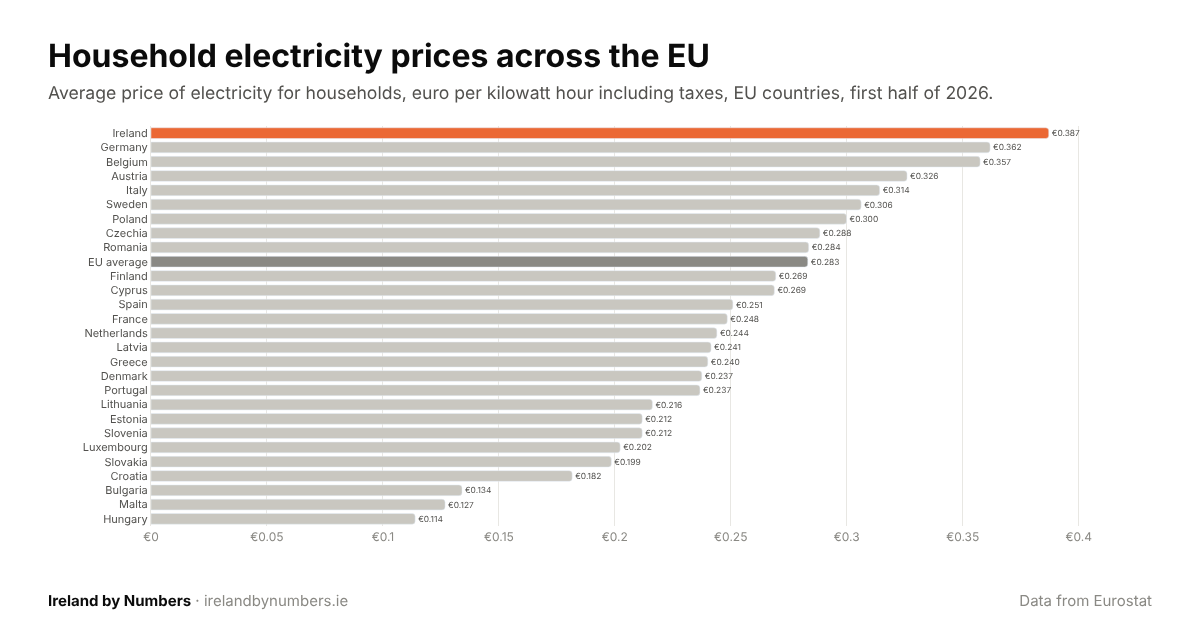 Household electricity prices across the EU
Average price of electricity for households, euro per kilowatt hour including taxes, EU countries, first half of 2026.
Ireland €0.387
Germany €0.362
Belgium €0.357
Austria €0.326
Italy €0.314
Sweden €0.306
Poland €0.300
Czechia €0.288
Romania €0.284
EU average €0.283
Finland €0.269
Cyprus €0.269
Spain €0.251
France €0.248
Netherlands €0.244
Latvia €0.241
Greece €0.240
Denmark €0.237
Portugal €0.237
Lithuania €0.216
Estonia €0.212
Slovenia €0.212
Luxembourg €0.202
Slovakia €0.199
Croatia €0.182
Bulgaria €0.134
Malta €0.127
Hungary €0.114
€0 €0.05 €0.1 €0.15 €0.2 €0.25 €0.3 €0.35 €0.4
Ireland by Numbers · irelandbynumbers.ie Data from Eurostat